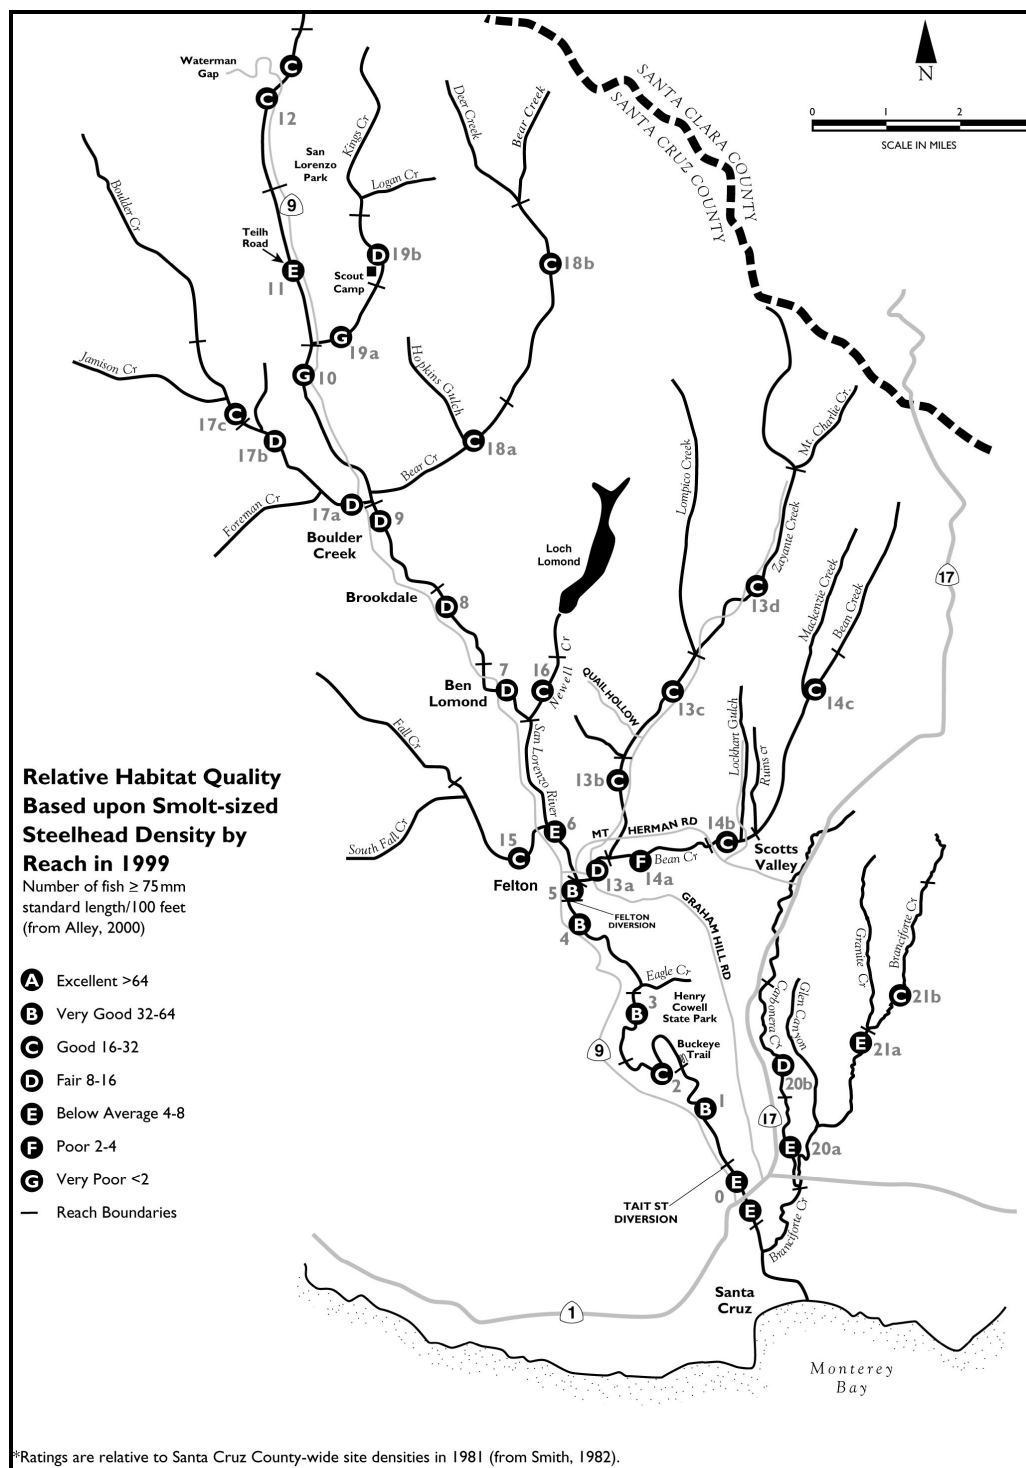 Waterman
Gap
C
C
12
Kings Cr
San
Lorenzo
Park
Logan Cr
Deer Creek
Bear Creek
SANTA CLARA COUNTY
SANTA CRUZ COUNTY
N
0 1 2
SCALE IN MILES
Boulder Cr
9
Teilh
Road
E
11
D
19b
Scout
Camp
C
18b
G
19a
Jamison Cr
G
10
Hopkins Gulch
C
17c
D
17b
C
18a
Bear Cr
Foreman Cr
D
17a
D
9
Boulder
Creek
Mt. Charlie Cr.
Lompico Creek
Zayante Creek
Loch
Lomond
Brookdale
D
8
C
13d
Mackenzie Creek
Bean Creek
17
7
D
16
C
Newell Cr
Ben
Lomond
QUAIL HOLLOW
C
13c
C
14c
Fall Cr
San Lorenzo River
13b
C
Lockhart Gulch
Ruins cr
South Fall Cr
15
C
Felton
6
E
MT HERMAN RD
14b
C
Scotts
Valley
Bean Cr
F
14a
D
13a
5
B
FELTON
DIVERSION
4
B
GRAHAM HILL RD
Eagle Cr
3
B
Henry
Cowell
State Park
Buckeye
Trail
9
C
2
B
1
Carbonera Cr
Glen Canyon
Granite Cr
Branciforte Cr
C
21b
E
21a
D
20b
17
E
20a
0
E
E
TAIT ST
DIVERSION
Branciforte Cr
Santa
Cruz
1
Monterey
Bay
Relative Habitat Quality
Based upon Smolt-sized
Steelhead Density by
Reach in 1999
Number of fish ≥ 75 mm
standard length/100 feet
(from Alley, 2000)
A Excellent >64
B Very Good 32-64
C Good 16-32
D Fair 8-16
E Below Average 4-8
F Poor 2-4
G Very Poor <2
Reach Boundaries
*Ratings are relative to Santa Cruz County-wide site densities in 1981 (from Smith, 1982).